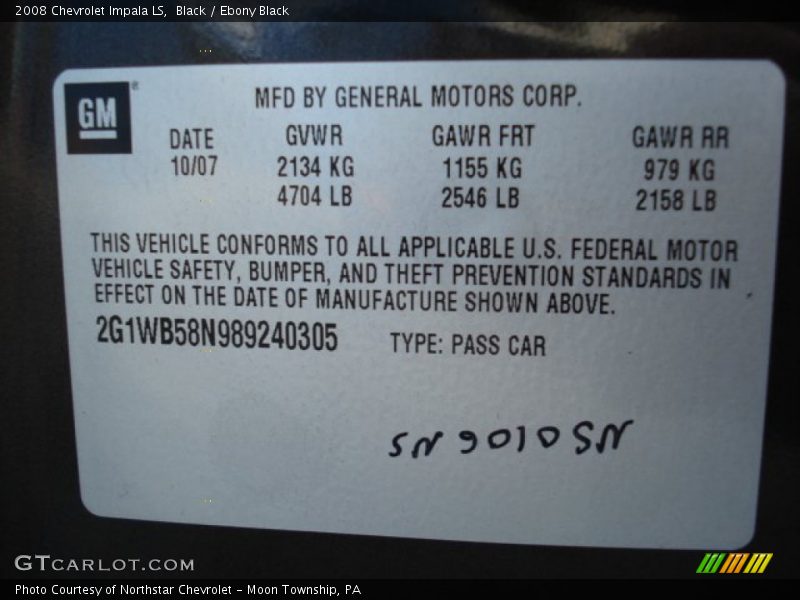 2008 Chevrolet Impala LS, Black / Ebony Black
GM
MFD BY GENERAL MOTORS CORP.
DATE GVWR GAWR FRT GAWR RR
10/07 2134 KG 1155 KG 979 KG
4704 LB 2546 LB 2158 LB
THIS VEHICLE CONFORMS TO ALL APPLICABLE U.S. FEDERAL MOTOR
VEHICLE SAFETY, BUMPER, AND THEFT PREVENTION STANDARDS IN
EFFECT ON THE DATE OF MANUFACTURE SHOWN ABOVE.
2G1WB58N989240305 TYPE: PASS CAR
GTCARLOT.COM
Photo Courtesy of Northstar Chevrolet - Moon Township, PA